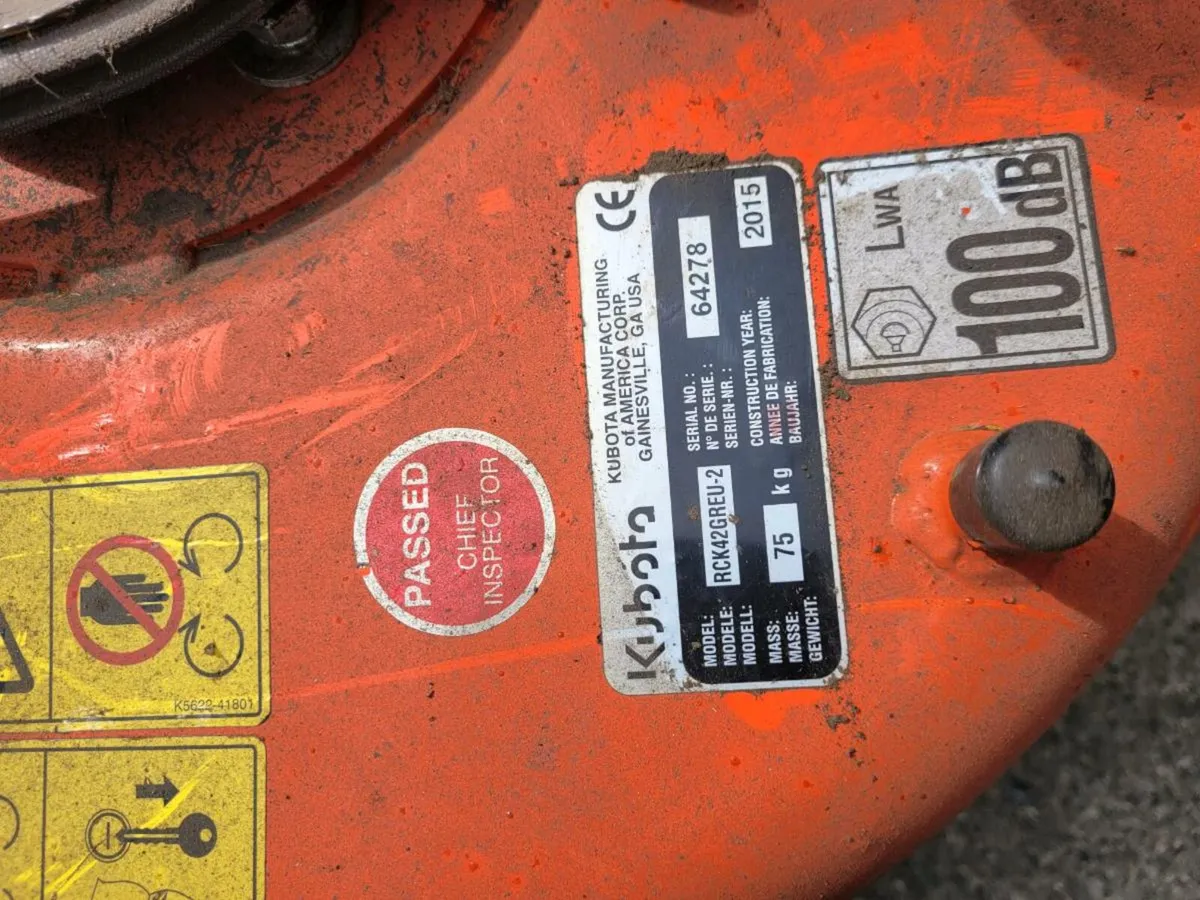 Kubota
KUBOTA MANUFACTURING
of AMERICA CORP.
GAINESVILLE, GA USA
CE
MODEL:
MODELE:
MODELL:
RCK42GREU-2
SERIAL NO. :
N° DE SERIE. :
SERIEN-NR. :
64278
MASS:
MASSE:
GEWICHT:
75 kg
CONSTRUCTION YEAR:
ANNEE DE FABRICATION:
BAUJAHR:
2015
LWA
100 dB
PASSED
CHIEF
INSPECTOR
K5622-41801